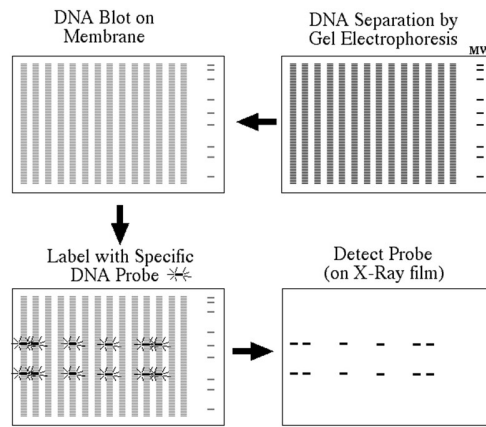 DNA Blot on
Membrane
DNA Separation by
Gel Electrophoresis
MW
Label with Specific
DNA Probe
Detect Probe
(on X-Ray film)